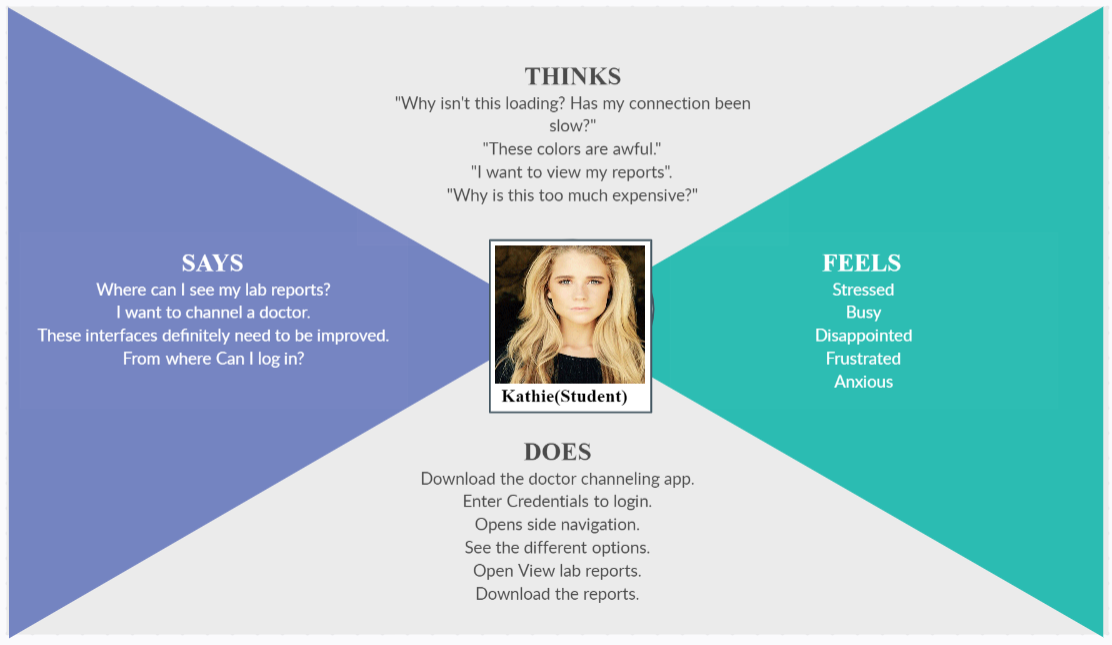 THINKS
"Why isn't this loading? Has my connection been
slow?"
"These colors are awful."
"I want to view my reports".
"Why is this too much expensive?"
SAYS
Where can I see my lab reports?
I want to channel a doctor.
These interfaces definitely need to be improved.
From where Can I log in?
Kathie(Student)
FEELS
Stressed
Busy
Disappointed
Frustrated
Anxious
DOES
Download the doctor channeling app.
Enter Credentials to login.
Opens side navigation.
See the different options.
Open View lab reports.
Download the reports.